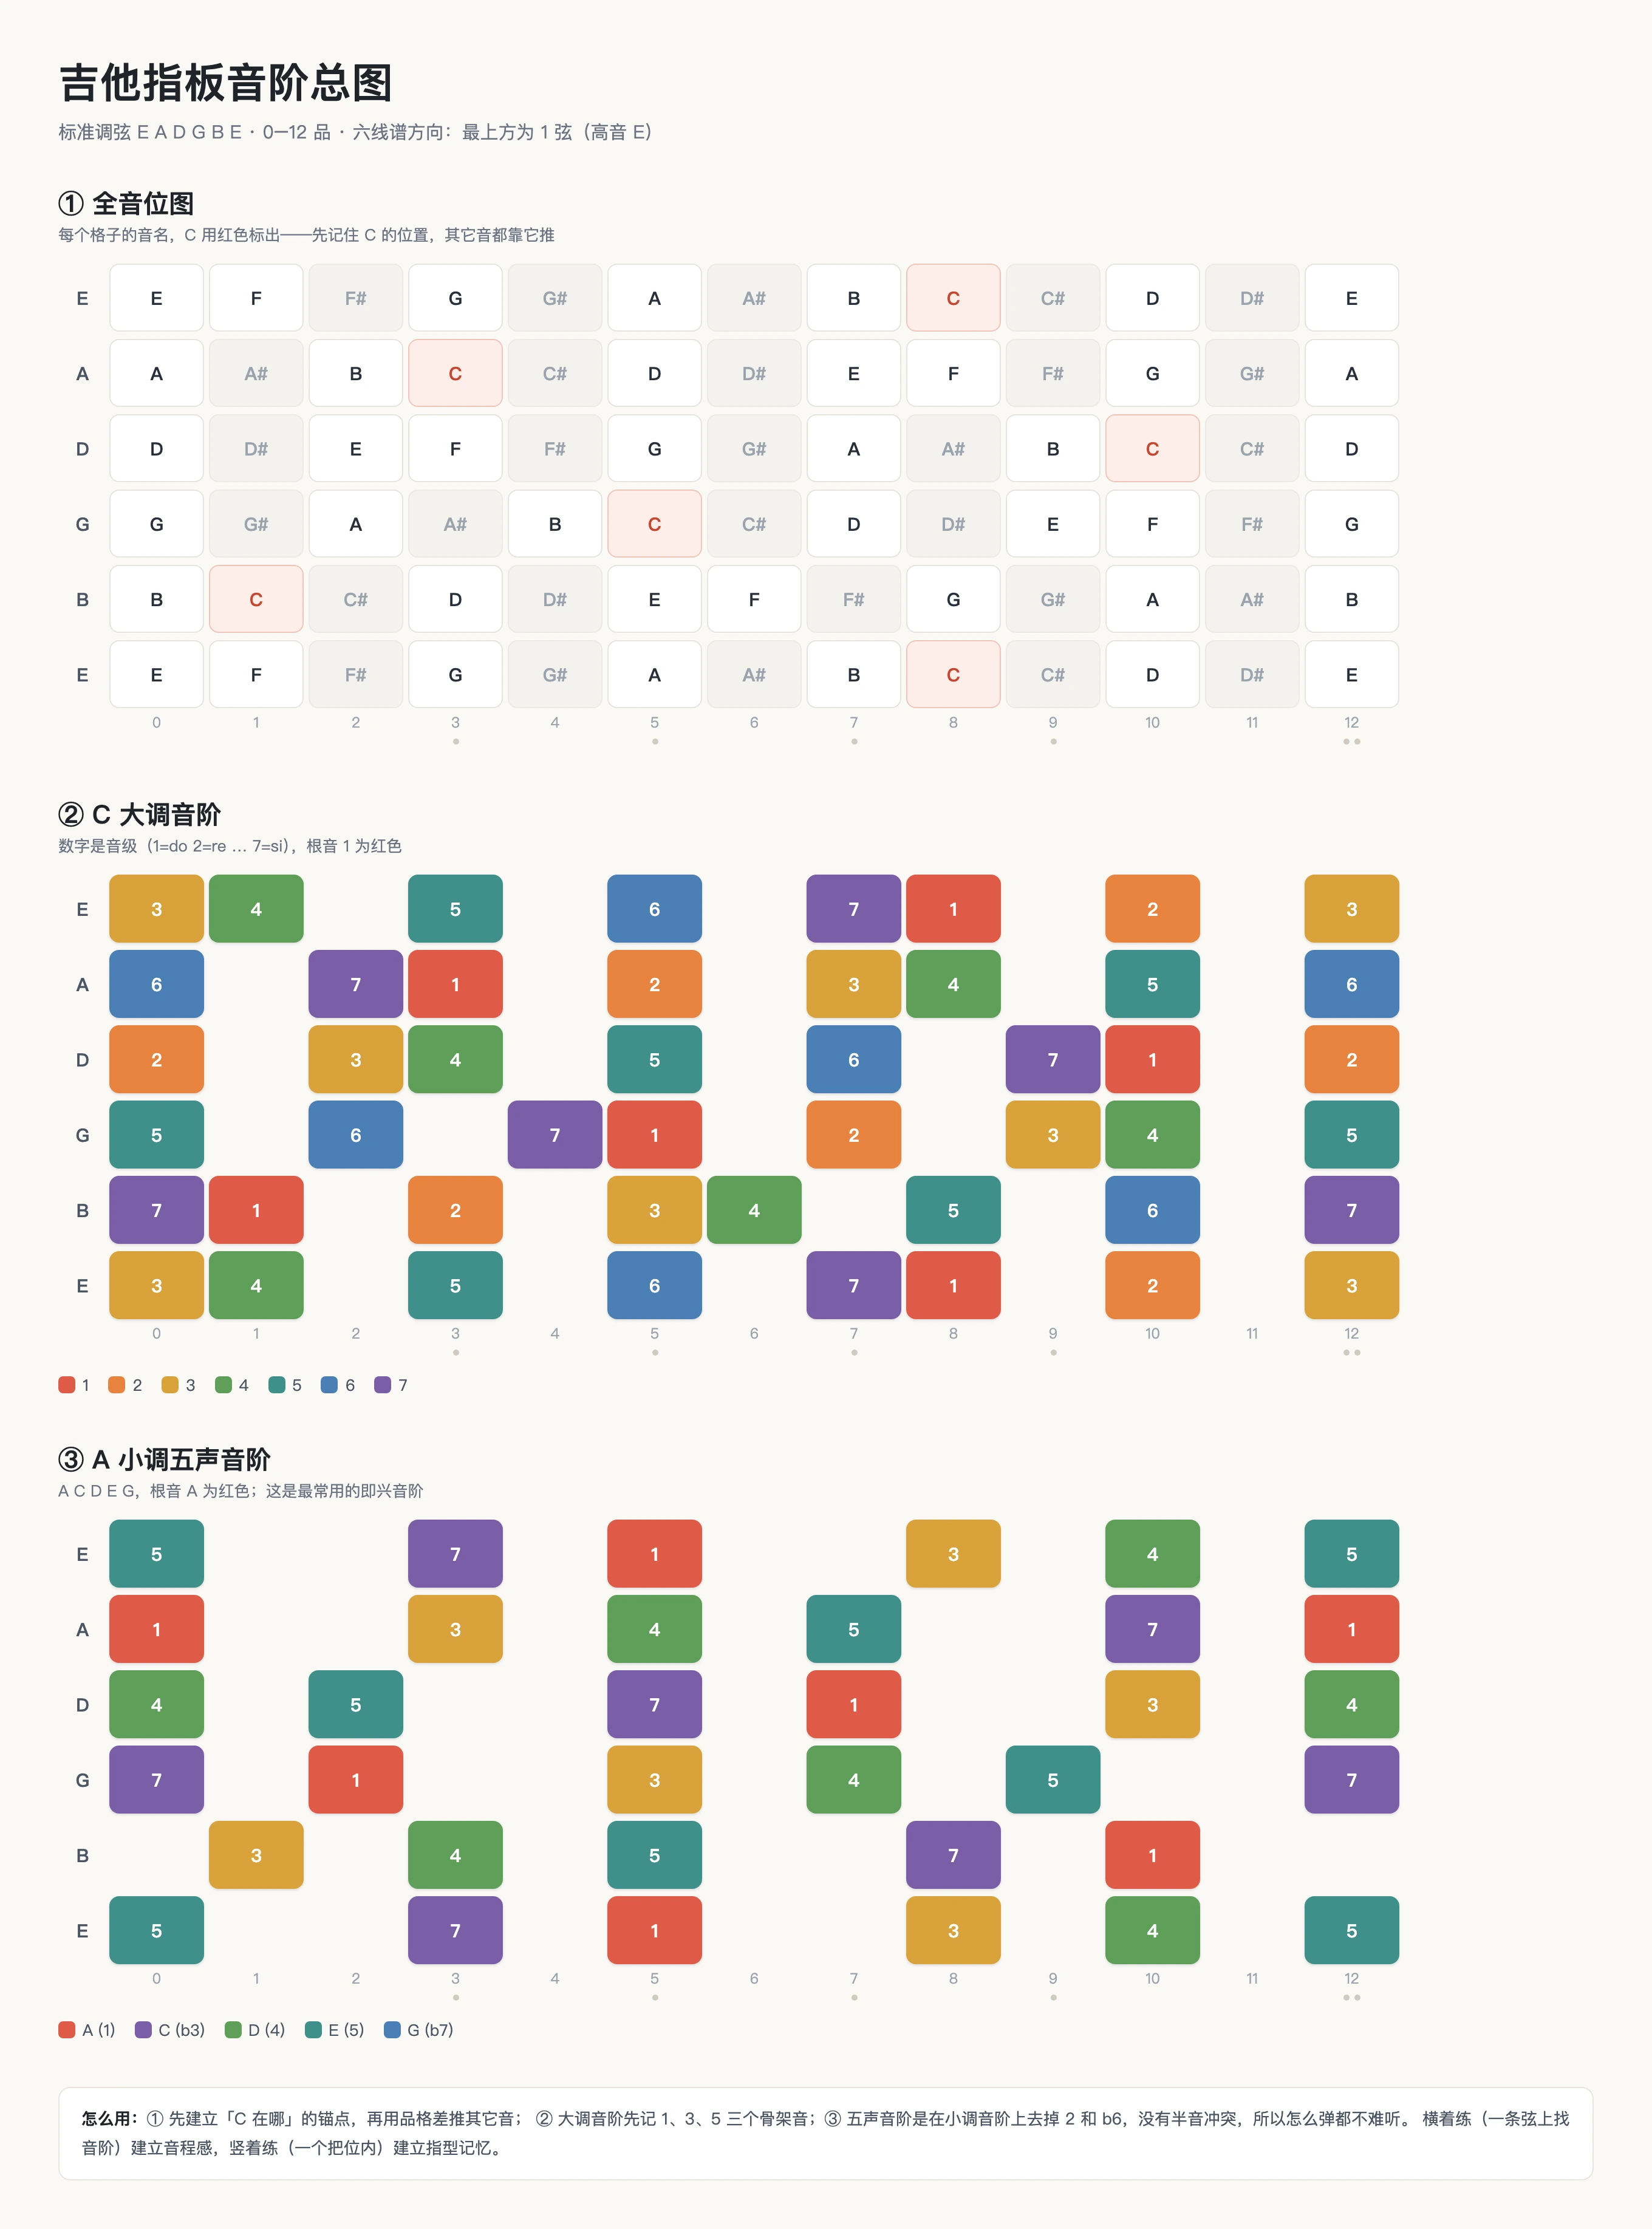 吉他指板音阶总图
标准调弦 E A D G B E · 0–12 品 · 六线谱方向：最上方为 1 弦（高音 E）
① 全音位图
每个格子的音名，C 用红色标出——先记住 C 的位置，其它音都靠它推
E E F F# G G# A A# B C C# D D# E
A A A# B C C# D D# E F F# G G# A
D D D# E F F# G G# A A# B C C# D
G G G# A A# B C C# D D# E F F# G
B B C C# D D# E F F# G G# A A# B
E E F F# G G# A A# B C C# D D# E
0 1 2 3 4 5 6 7 8 9 10 11 12
② C 大调音阶
数字是音级（1=do 2=re … 7=si），根音 1 为红色
E 3 4 5 6 7 1 2 3
A 6 7 1 2 3 4 5 6
D 2 3 4 5 6 7 1 2
G 5 6 7 1 2 3 4 5
B 7 1 2 3 4 5 6 7
E 3 4 5 6 7 1 2 3
0 1 2 3 4 5 6 7 8 9 10 11 12
1 2 3 4 5 6 7
③ A 小调五声音阶
A C D E G，根音 A 为红色；这是最常用的即兴音阶
E 5 7 1 3 4 5
A 1 3 4 5 7 1
D 4 5 7 1 3 4
G 7 1 3 4 5 7
B 3 4 5 7 1
E 5 7 1 3 4 5
0 1 2 3 4 5 6 7 8 9 10 11 12
A (1) C (b3) D (4) E (5) G (b7)
怎么用：① 先建立「C 在哪」的锚点，再用品格差推其它音； ② 大调音阶先记 1、3、5 三个骨架音；③ 五声音阶是在小调音阶上去掉 2 和 b6，没有半音冲突，所以怎么弹都不难听。 横着练（一条弦上找
音阶）建立音程感，竖着练（一个把位内）建立指型记忆。